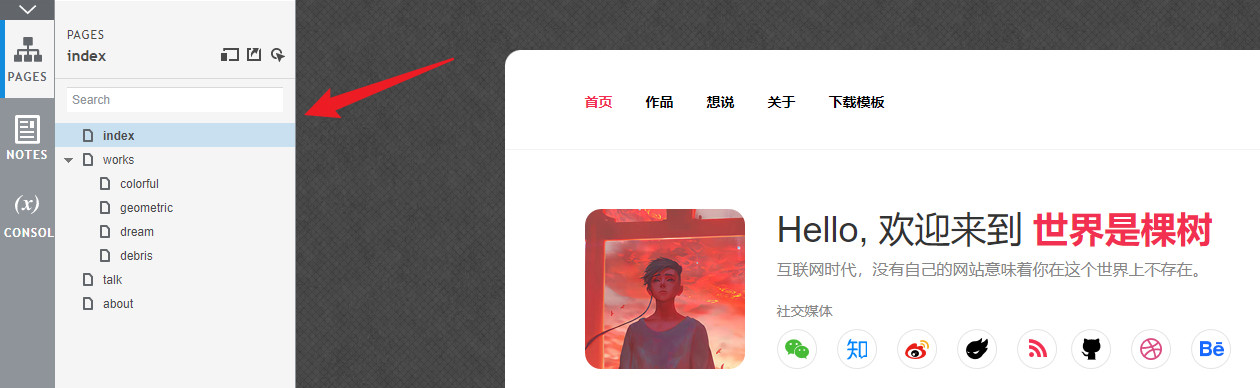 PAGES
index
Search
index
works
colorful
geometric
dream
debris
talk
about
PAGES
NOTES
(x)
CONSOL
首页 作品 想说 关于 下载模板
Hello, 欢迎来到 世界是棵树
互联网时代，没有自己的网站意味着你在这个世界上不存在。
社交媒体
知
Bē